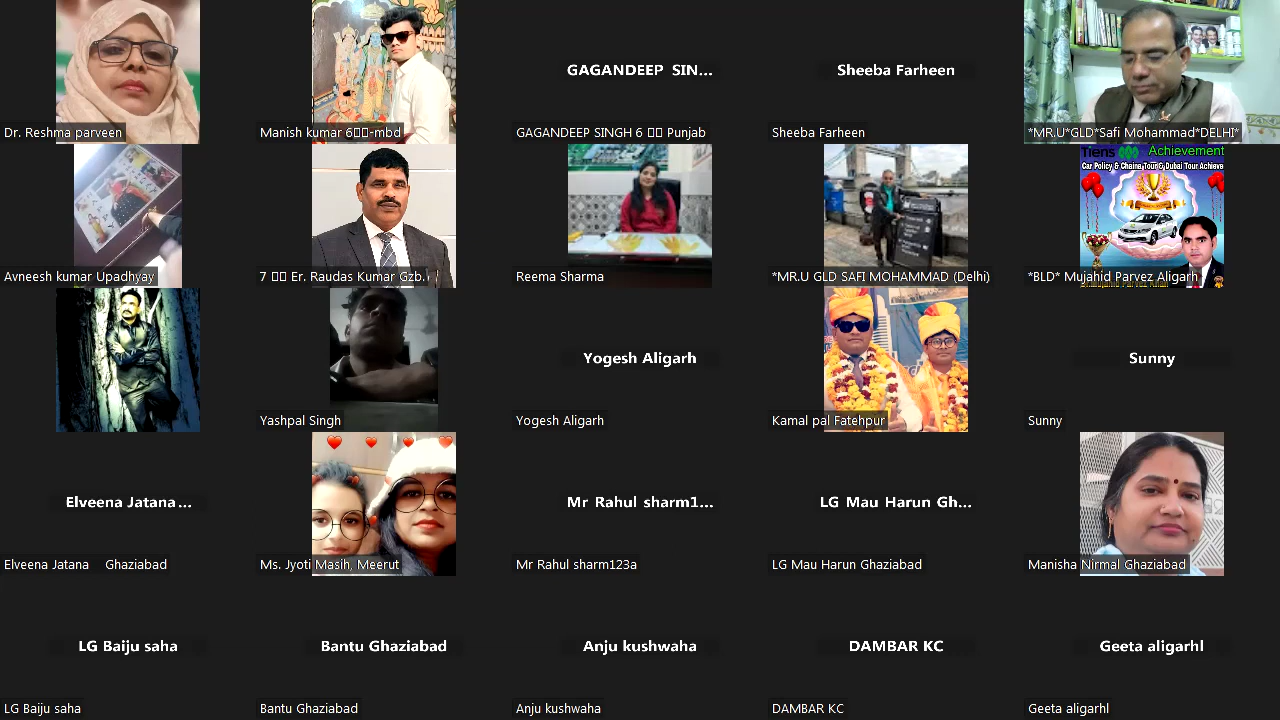 Dr. Reshma parveen
Manish kumar 6▯▯-mbd
GAGANDEEP SIN...
GAGANDEEP SINGH 6 ▯▯ Punjab
Sheeba Farheen
Sheeba Farheen
*MR.U*GLD*Safi Mohammad*DELHI*
Avneesh kumar Upadhyay
7 ▯▯ Er. Raudas Kumar Gzb.
Reema Sharma
*MR.U GLD SAFI MOHAMMAD (Delhi)
Tiens Achievement
Car Policy & Chaina Tour & Dubai Tour Achieve
*BLD* Mujahid Parvez Aligarh
Yashpal Singh
Yogesh Aligarh
Yogesh Aligarh
Kamal pal Fatehpur
Sunny
Sunny
Elveena Jatana...
Elveena Jatana Ghaziabad
Ms. Jyoti Masih, Meerut
Mr Rahul sharm1...
Mr Rahul sharm123a
LG Mau Harun Gh...
LG Mau Harun Ghaziabad
Manisha Nirmal Ghaziabad
LG Baiju saha
LG Baiju saha
Bantu Ghaziabad
Bantu Ghaziabad
Anju kushwaha
Anju kushwaha
DAMBAR KC
DAMBAR KC
Geeta aligarhl
Geeta aligarhl